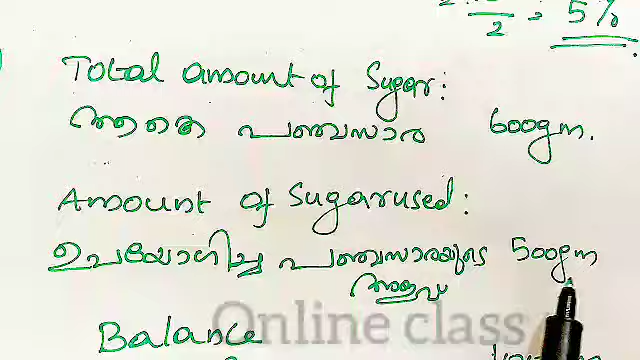 2 = 5%
Total amount of Sugar:
ആകെ പഞ്ചസാര 600gm.
Amount of Sugar used:
ഉപയോഗിച്ച പഞ്ചസാരയുടെ 500gm
അളവ്
Online class
Balance